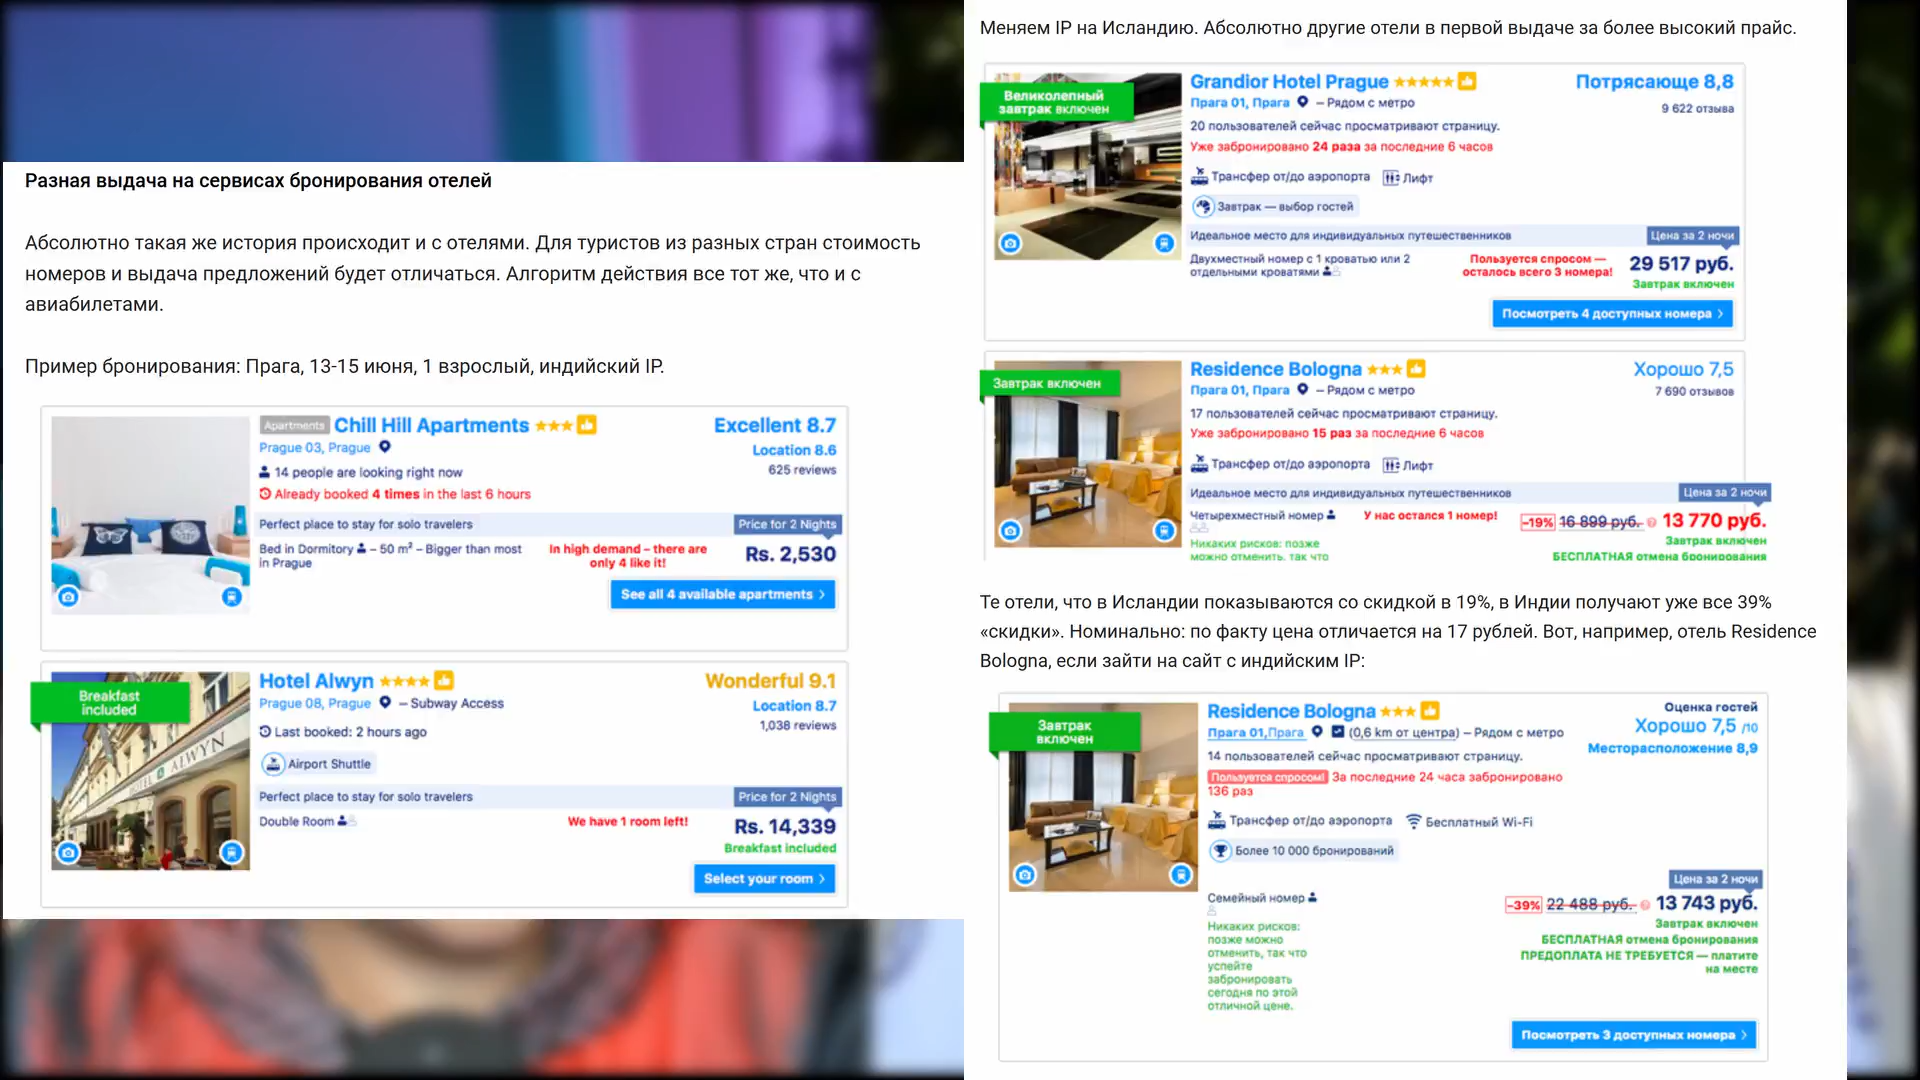 Разная выдача на сервисах бронирования отелей
Абсолютно такая же история происходит и с отелями. Для туристов из разных стран стоимость
номеров и выдача предложений будет отличаться. Алгоритм действия все тот же, что и с
авиабилетами.
Пример бронирования: Прага, 13-15 июня, 1 взрослый, индийский IP.
Apartments Chill Hill Apartments Excellent 8.7
Prague 03, Prague Location 8.6
625 reviews
14 people are looking right now
Already booked 4 times in the last 6 hours
Perfect place to stay for solo travelers Price for 2 Nights
Bed in Dormitory – 50 m² – Bigger than most
in Prague
In high demand – there are
only 4 like it!
Rs. 2,530
See all 4 available apartments
Breakfast
included
HOTEL ALWYN
Hotel Alwyn Wonderful 9.1
Prague 08, Prague – Subway Access Location 8.7
1,038 reviews
Last booked: 2 hours ago
Airport Shuttle
Perfect place to stay for solo travelers Price for 2 Nights
Double Room We have 1 room left! Rs. 14,339
Breakfast included
Select your room
Меняем IP на Исландию. Абсолютно другие отели в первой выдаче за более высокий прайс.
Великолепный
завтрак включен
Grandior Hotel Prague Потрясающе 8,8
Прага 01, Прага – Рядом с метро 9 622 отзыва
20 пользователей сейчас просматривают страницу.
Уже забронировано 24 раза за последние 6 часов
Трансфер от/до аэропорта Лифт
Завтрак — выбор гостей
Идеальное место для индивидуальных путешественников Цена за 2 ночи
Двухместный номер с 1 кроватью или 2
отдельными кроватями
Пользуется спросом —
осталось всего 3 номера!
29 517 руб.
Завтрак включен
Посмотреть 4 доступных номера
Завтрак включен
Residence Bologna Хорошо 7,5
Прага 01, Прага – Рядом с метро 7 690 отзывов
17 пользователей сейчас просматривают страницу.
Уже забронировано 15 раз за последние 6 часов
Трансфер от/до аэропорта Лифт
Идеальное место для индивидуальных путешественников Цена за 2 ночи
Четырехместный номер У нас остался 1 номер! -19% 16 899 руб. 13 770 руб.
Завтрак включен
Никаких рисков: позже
можно отменить, так что
БЕСПЛАТНАЯ отмена бронирования
Те отели, что в Исландии показываются со скидкой в 19%, в Индии получают уже все 39%
«скидки». Номинально: по факту цена отличается на 17 рублей. Вот, например, отель Residence
Bologna, если зайти на сайт с индийским IP:
Завтрак
включен
Residence Bologna Оценка гостей
Хорошо 7,5 /10
Прага 01, Прага (0,6 km от центра) – Рядом с метро
Месторасположение 8,9
14 пользователей сейчас просматривают страницу.
Пользуется спросом! За последние 24 часа забронировано
136 раз
Трансфер от/до аэропорта Бесплатный Wi-Fi
Более 10 000 бронирований
Цена за 2 ночи
Семейный номер -39% 22 488 руб. 13 743 руб.
Завтрак включен
БЕСПЛАТНАЯ отмена бронирования
ПРЕДОПЛАТА НЕ ТРЕБУЕТСЯ — платите
на месте
Никаких рисков:
позже можно
отменить, так что
успейте
забронировать
сегодня по этой
отличной цене.
Посмотреть 3 доступных номера